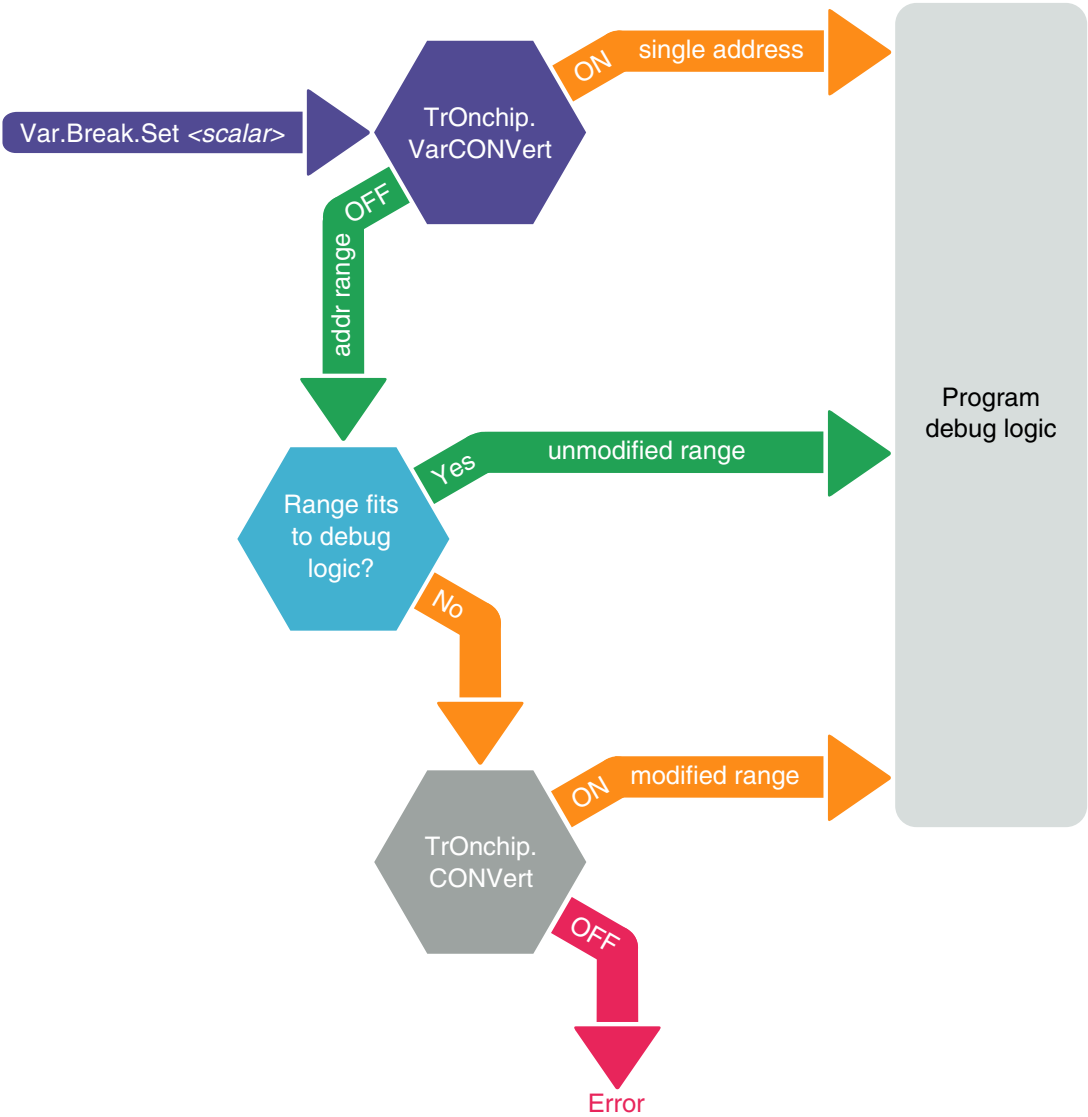 ON
single address
Var.Break.Set <scalar>
TrOnchip.
VarCONVert
OFF
addr range
Program
debug logic
Yes
unmodified range
Range fits
to debug
logic?
No
ON
modified range
TrOnchip.
CONVert
OFF
Error